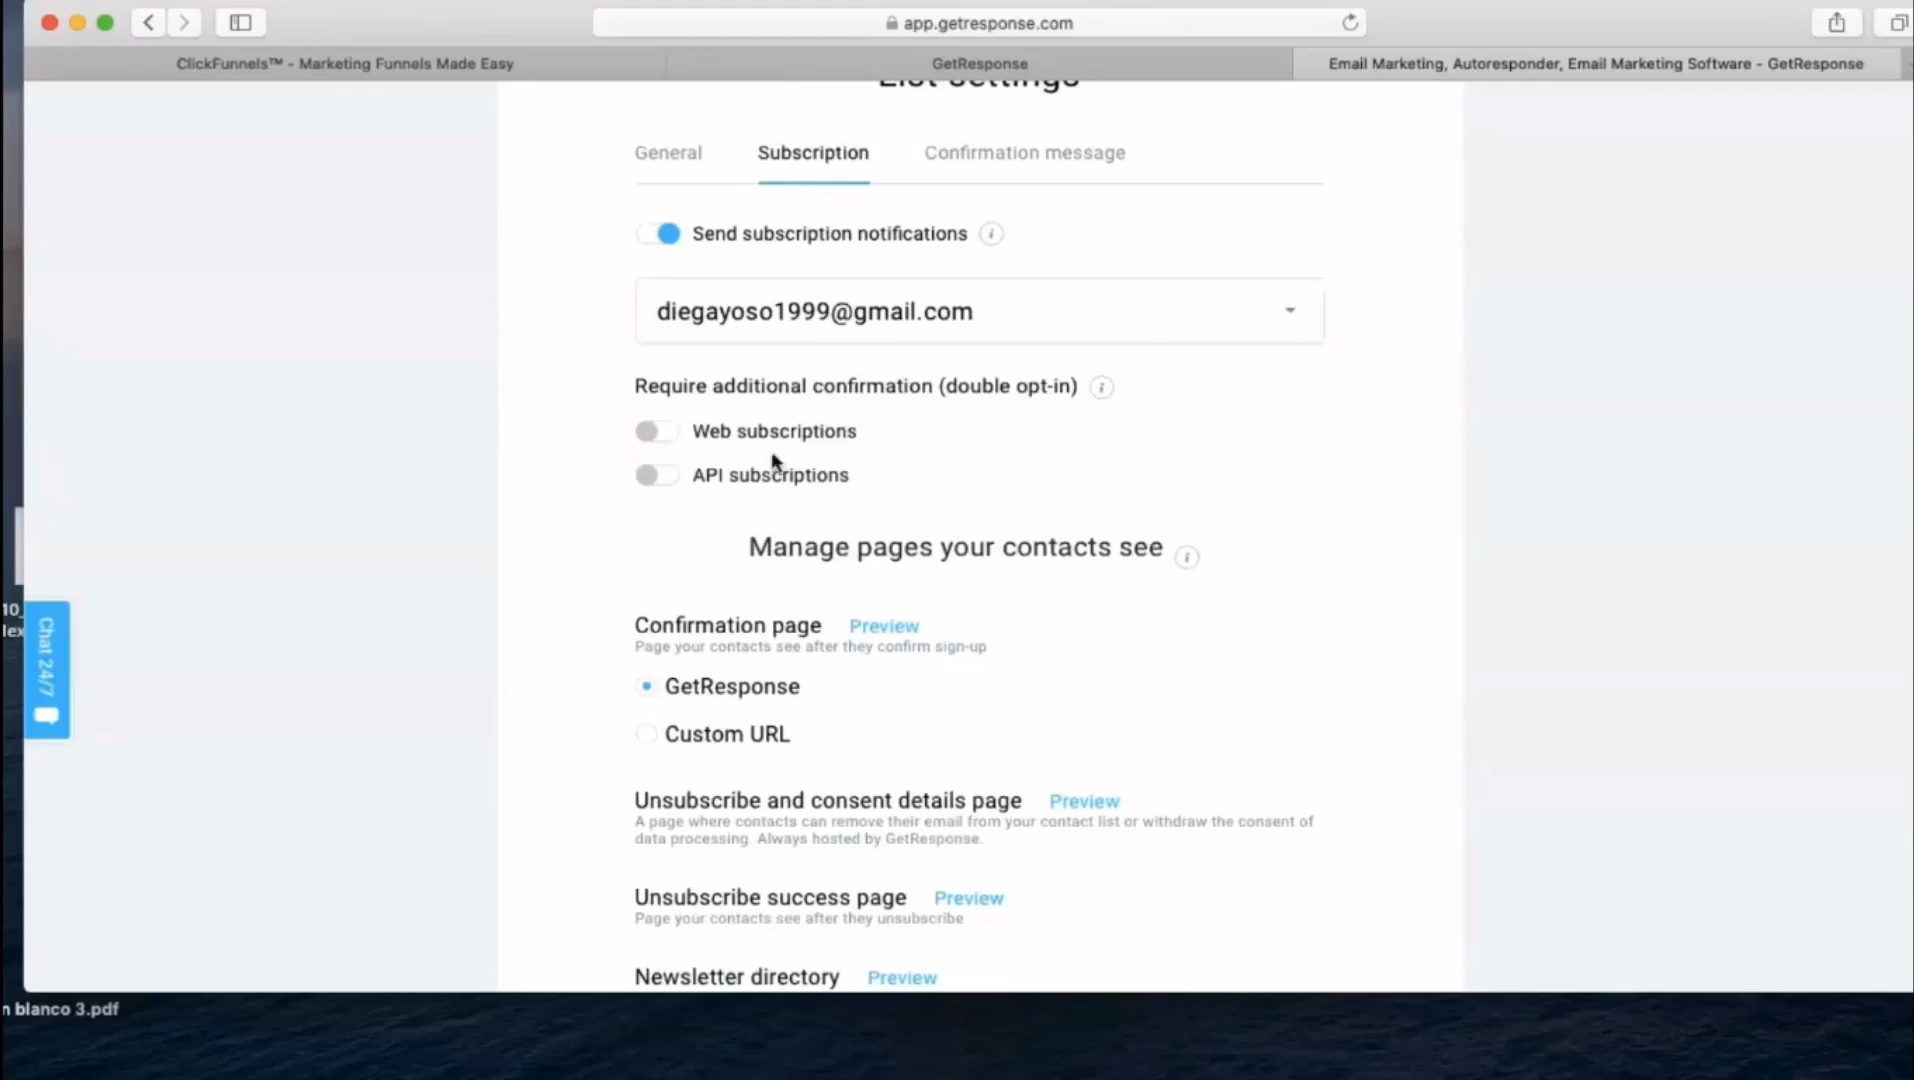 app.getresponse.com
ClickFunnels™ - Marketing Funnels Made Easy
GetResponse
Email Marketing, Autoresponder, Email Marketing Software - GetResponse
List settings
General
Subscription
Confirmation message
Send subscription notifications
diegayoso1999@gmail.com
Require additional confirmation (double opt-in)
Web subscriptions
API subscriptions
Manage pages your contacts see
Confirmation page Preview
Page your contacts see after they confirm sign-up
GetResponse
Custom URL
Unsubscribe and consent details page Preview
A page where contacts can remove their email from your contact list or withdraw the consent of
data processing. Always hosted by GetResponse.
Unsubscribe success page Preview
Page your contacts see after they unsubscribe
Newsletter directory Preview
Chat 24/7
n blanco 3.pdf